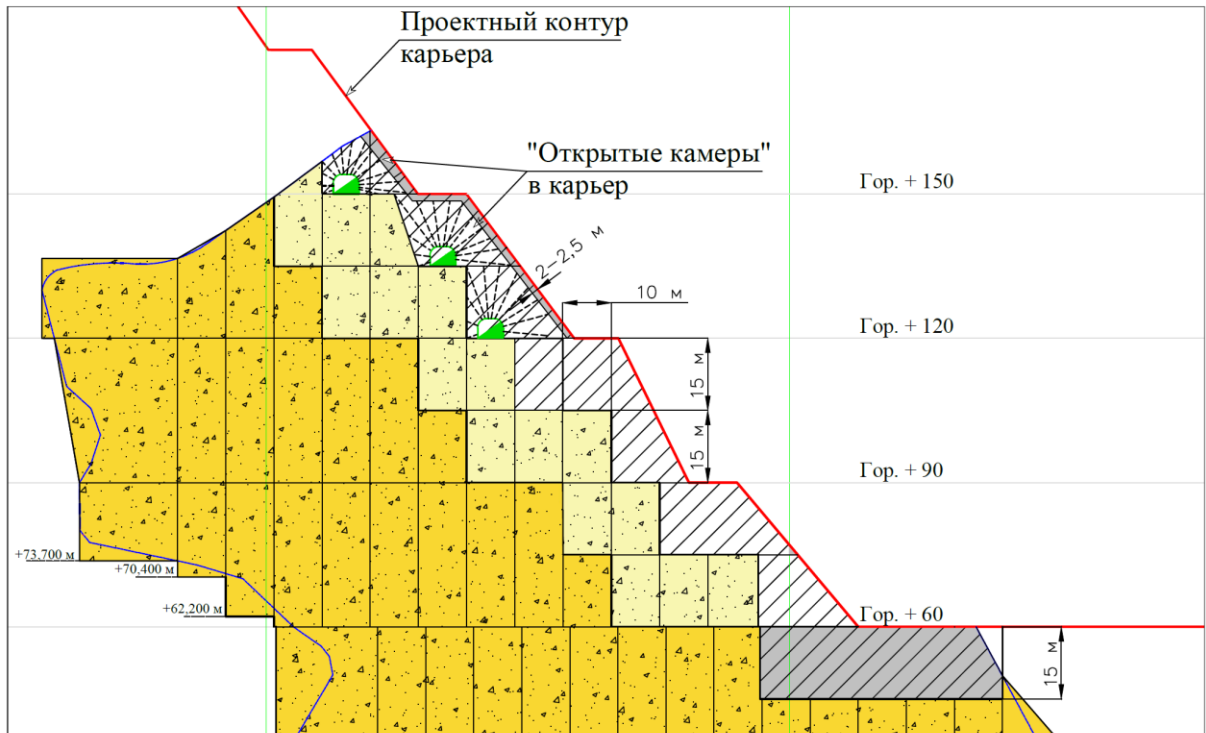 Проектный контур
карьера
"Открытые камеры"
в карьер
Гор. + 150
2-2,5 м
10 м
Гор. + 120
15 м
15 м
Гор. + 90
+73.700 м
+70,400 м
+62,200 м
Гор. + 60
15 м